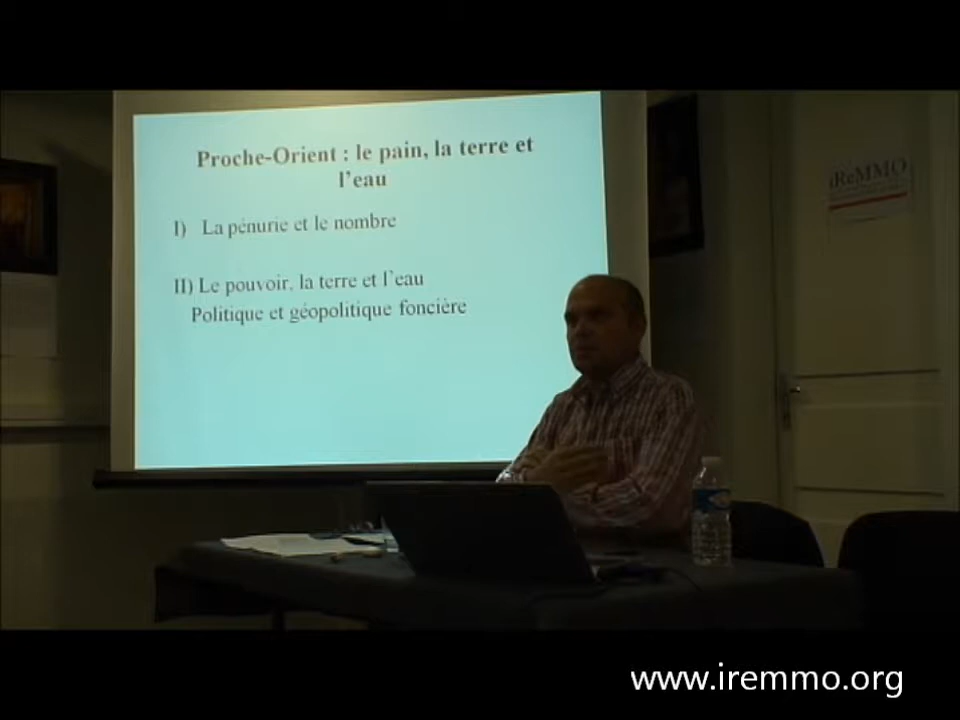 Proche-Orient : le pain, la terre et
l'eau
I) La pénurie et le nombre
II) Le pouvoir, la terre et l'eau
Politique et géopolitique foncière
iReMMO
www.iremmo.org